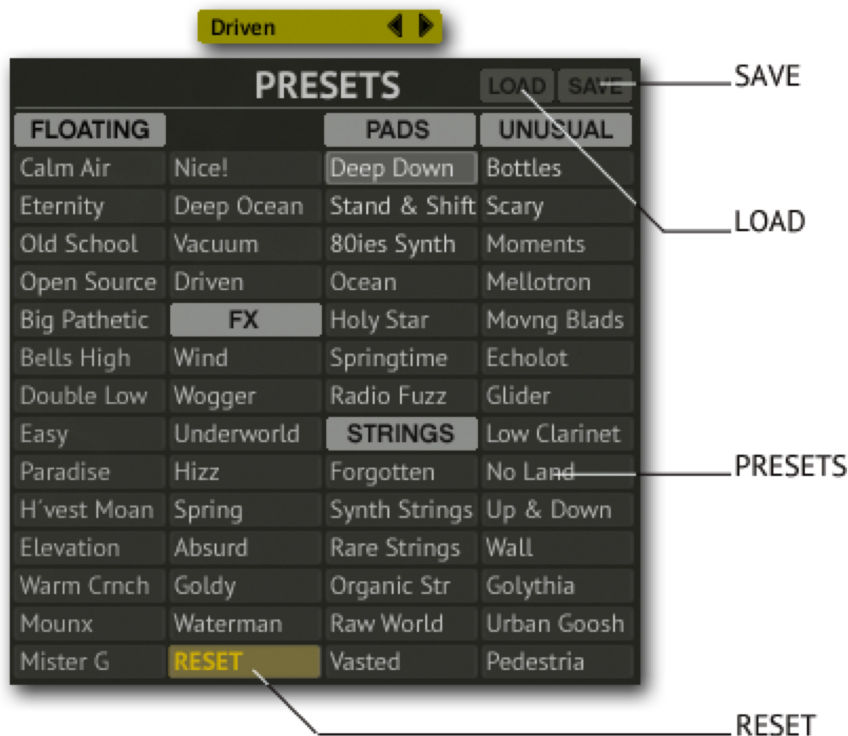 Driven
PRESETS LOAD SAVE
SAVE
FLOATING PADS UNUSUAL
Calm Air Nice! Deep Down Bottles
Eternity Deep Ocean Stand & Shift Scary
LOAD
Old School Vacuum 80ies Synth Moments
Open Source Driven Ocean Mellotron
Big Pathetic FX Holy Star Movng Blads
Bells High Wind Springtime Echolot
Double Low Wogger Radio Fuzz Glider
Easy Underworld STRINGS Low Clarinet
Paradise Hizz Forgotten No Land
PRESETS
H´vest Moan Spring Synth Strings Up & Down
Elevation Absurd Rare Strings Wall
Warm Crnch Goldy Organic Str Golythia
Mounx Waterman Raw World Urban Goosh
Mister G RESET Vasted Pedestria
RESET